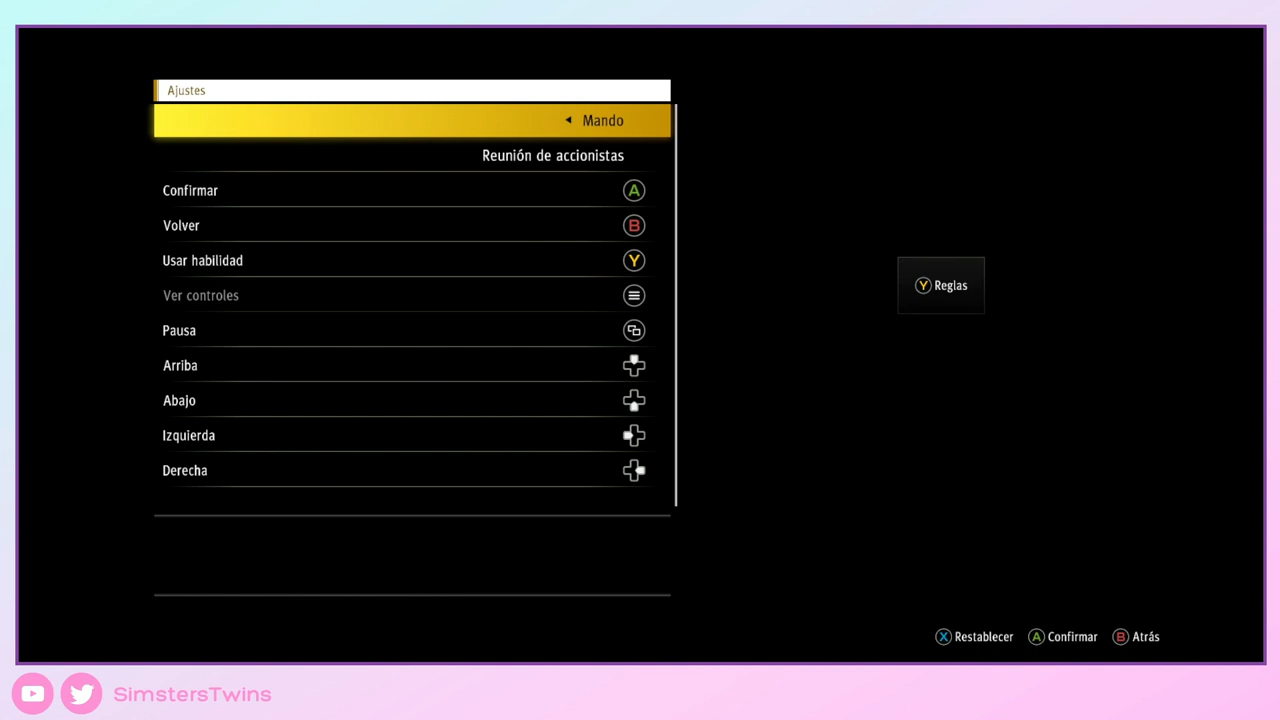 Ajustes
Mando
Reunión de accionistas
Confirmar A
Volver B
Usar habilidad Y
Ver controles
Pausa
Arriba
Abajo
Izquierda
Derecha
Y Reglas
X Restablecer A Confirmar B Atrás
SimstersTwins